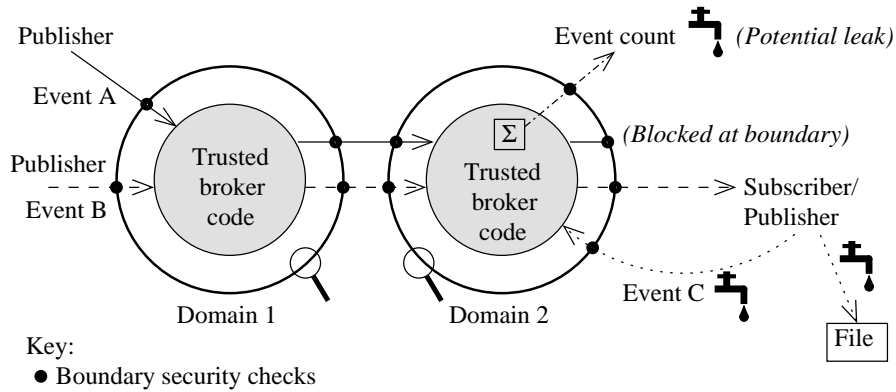 Publisher
Event A
Publisher
Event B
Trusted
broker
code
Domain 1
Event count
(Potential leak)
Σ
Trusted
broker
code
Domain 2
(Blocked at boundary)
Subscriber/
Publisher
Event C
File
Key:
Boundary security checks